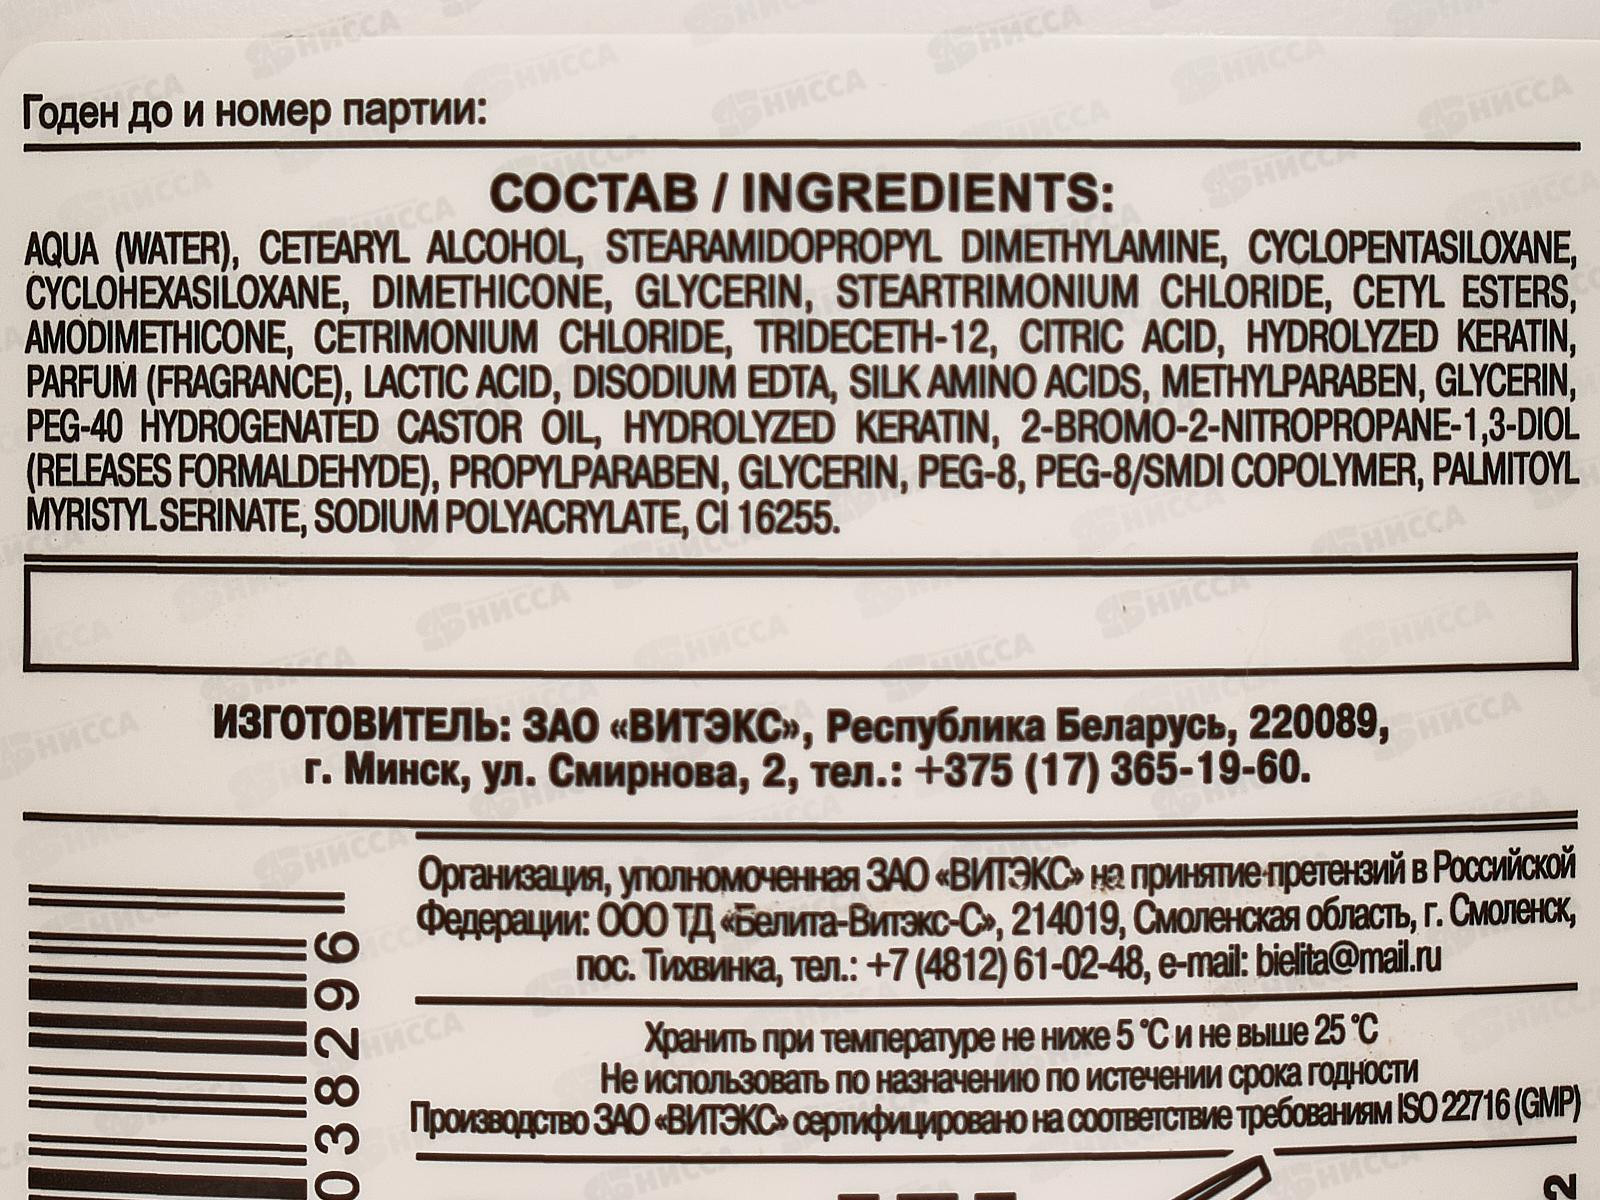 Годен до и номер партии:
СОСТАВ / INGREDIENTS:
AQUA (WATER), CETEARYL ALCOHOL, STEARAMIDOPROPYL DIMETHYLAMINE, CYCLOPENTASILOXANE,
CYCLOHEXASILOXANE, DIMETHICONE, GLYCERIN, STEARTRIMONIUM CHLORIDE, CETYL ESTERS,
AMODIMETHICONE, CETRIMONIUM CHLORIDE, TRIDECETH-12, CITRIC ACID, HYDROLYZED KERATIN,
PARFUM (FRAGRANCE), LACTIC ACID, DISODIUM EDTA, SILK AMINO ACIDS, METHYLPARABEN, GLYCERIN,
PEG-40 HYDROGENATED CASTOR OIL, HYDROLYZED KERATIN, 2-BROMO-2-NITROPROPANE-1,3-DIOL
(RELEASES FORMALDEHYDE), PROPYLPARABEN, GLYCERIN, PEG-8, PEG-8/SMDI COPOLYMER, PALMITOYL
MYRISTYL SERINATE, SODIUM POLYACRYLATE, CI 16255.
ИЗГОТОВИТЕЛЬ: ЗАО «ВИТЭКС», Республика Беларусь, 220089,
г. Минск, ул. Смирнова, 2, тел.: +375 (17) 365-19-60.
Организация, уполномоченная ЗАО «ВИТЭКС» на принятие претензий в Российской
Федерации: ООО ТД «Белита-Витэкс-С», 214019, Смоленская область, г. Смоленск,
пос. Тихвинка, тел.: +7 (4812) 61-02-48, e-mail: bielita@mail.ru
Хранить при температуре не ниже 5 °С и не выше 25 °С
Не использовать по назначению по истечении срока годности
Производство ЗАО «ВИТЭКС» сертифицировано на соответствие требованиям ISO 22716 (GMP)
038296
2
НИССА